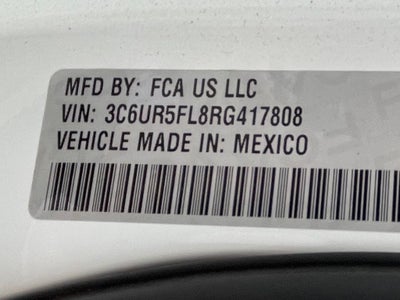 MFD BY: FCA US LLC
VIN: 3C6UR5FL8RG417808
VEHICLE MADE IN: MEXICO